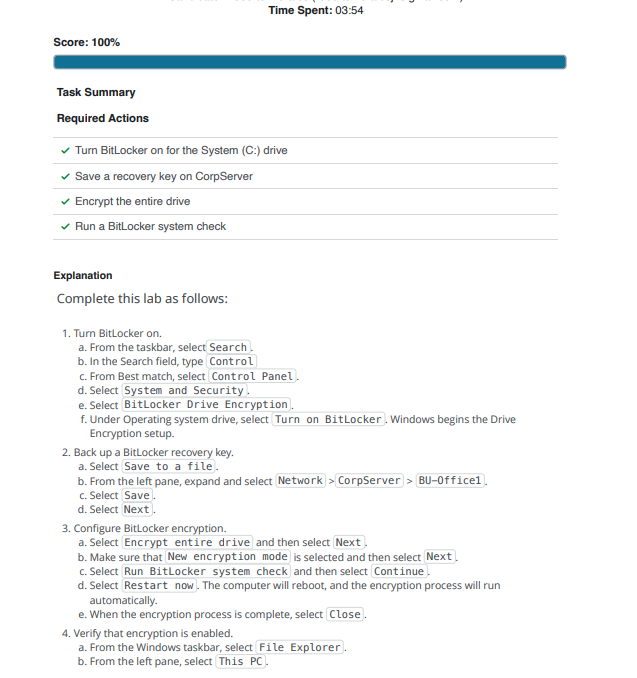 Time Spent: 03:54
Score: 100%
Task Summary
Required Actions
✓ Turn BitLocker on for the System (C:) drive
✓ Save a recovery key on CorpServer
✓ Encrypt the entire drive
✓ Run a BitLocker system check
Explanation
Complete this lab as follows:
1. Turn BitLocker on.
a. From the taskbar, select Search.
b. In the Search field, type Control
c. From Best match, select Control Panel.
d. Select System and Security.
e. Select BitLocker Drive Encryption.
f. Under Operating system drive, select Turn on BitLocker. Windows begins the Drive
Encryption setup.
2. Back up a BitLocker recovery key.
a. Select Save to a file.
b. From the left pane, expand and select Network > CorpServer > BU-Office1.
c. Select Save.
d. Select Next.
3. Configure BitLocker encryption.
a. Select Encrypt entire drive and then select Next.
b. Make sure that New encryption mode is selected and then select Next.
c. Select Run BitLocker system check and then select Continue.
d. Select Restart now. The computer will reboot, and the encryption process will run
automatically.
e. When the encryption process is complete, select Close.
4. Verify that encryption is enabled.
a. From the Windows taskbar, select File Explorer.
b. From the left pane, select This PC.